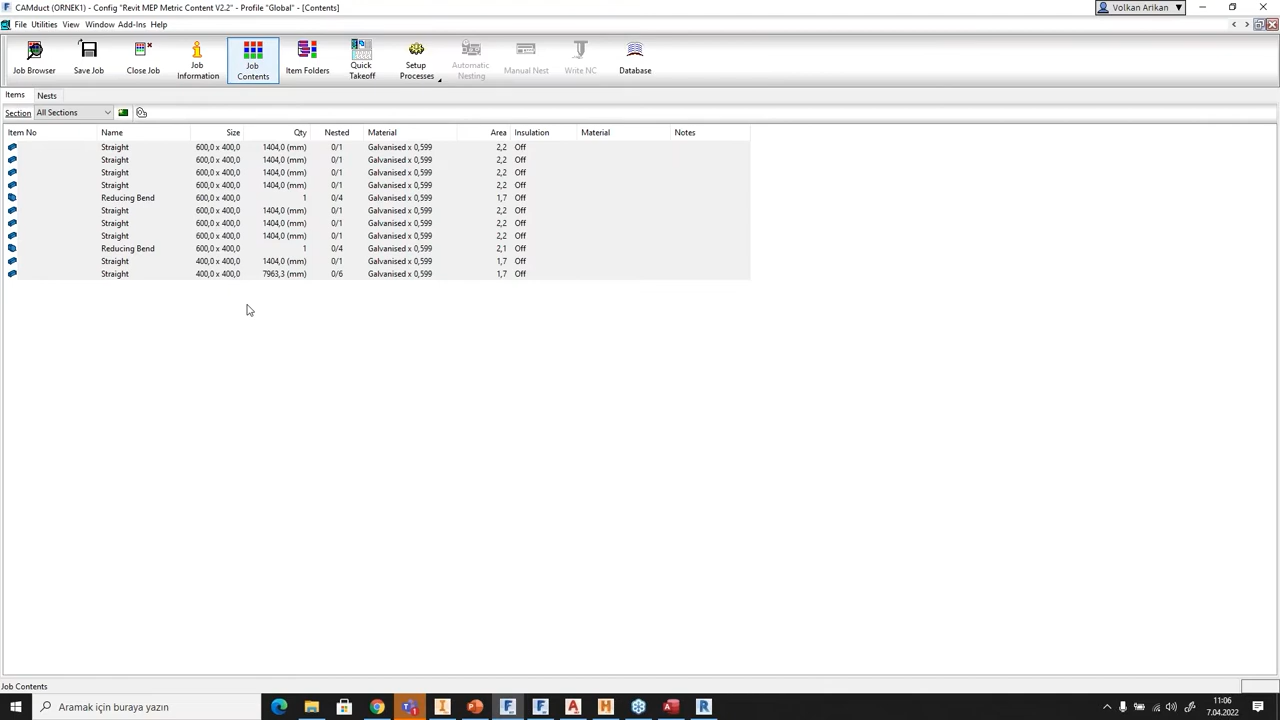 CAMduct (ORNEK1) - Config "Revit MEP Metric Content V2.2" - Profile "Global" - [Contents]
Volkan Arikan
File Utilities View Window Add-Ins Help
Job Browser
Save Job
Close Job
Job Information
Job Contents
Item Folders
Quick Takeoff
Setup Processes
Automatic Nesting
Manual Nest
Write NC
Database
Items Nests
Section All Sections
Item No Name Size Qty Nested Material Area Insulation Material Notes
Straight 600,0 x 400,0 1404,0 (mm) 0/1 Galvanised x 0,599 2,2 Off
Straight 600,0 x 400,0 1404,0 (mm) 0/1 Galvanised x 0,599 2,2 Off
Straight 600,0 x 400,0 1404,0 (mm) 0/1 Galvanised x 0,599 2,2 Off
Straight 600,0 x 400,0 1404,0 (mm) 0/1 Galvanised x 0,599 2,2 Off
Reducing Bend 600,0 x 400,0 1 0/4 Galvanised x 0,599 1,7 Off
Straight 600,0 x 400,0 1404,0 (mm) 0/1 Galvanised x 0,599 2,2 Off
Straight 600,0 x 400,0 1404,0 (mm) 0/1 Galvanised x 0,599 2,2 Off
Straight 600,0 x 400,0 1404,0 (mm) 0/1 Galvanised x 0,599 2,2 Off
Reducing Bend 600,0 x 400,0 1 0/4 Galvanised x 0,599 2,1 Off
Straight 400,0 x 400,0 1404,0 (mm) 0/1 Galvanised x 0,599 1,7 Off
Straight 400,0 x 400,0 7963,3 (mm) 0/6 Galvanised x 0,599 1,7 Off
Job Contents
Aramak için buraya yazın
11:06
7.04.2022